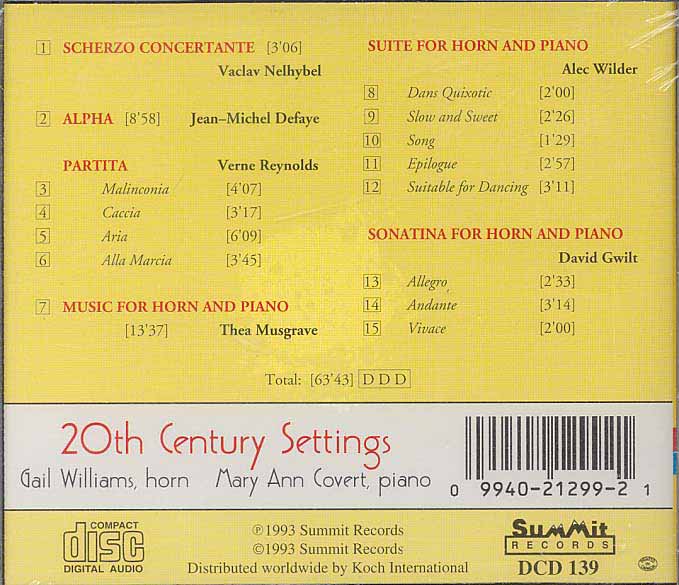 1 SCHERZO CONCERTANTE [3'06]
Vaclav Nelhybel
2 ALPHA [8'58] Jean–Michel Defaye
PARTITA Verne Reynolds
3 Malinconia [4'07]
4 Caccia [3'17]
5 Aria [6'09]
6 Alla Marcia [3'45]
7 MUSIC FOR HORN AND PIANO
[13'37] Thea Musgrave
SUITE FOR HORN AND PIANO
Alec Wilder
8 Dans Quixotic [2'00]
9 Slow and Sweet [2'26]
10 Song [1'29]
11 Epilogue [2'57]
12 Suitable for Dancing [3'11]
SONATINA FOR HORN AND PIANO
David Gwilt
13 Allegro [2'33]
14 Andante [3'14]
15 Vivace [2'00]
Total: [63'43] D D D
20th Century Settings
Gail Williams, horn Mary Ann Covert, piano
0 9940-21299-2 1
COMPACT
disc
DIGITAL AUDIO
℗1993 Summit Records
©1993 Summit Records
Distributed worldwide by Koch International
SumMit
RECORDS
DCD 139